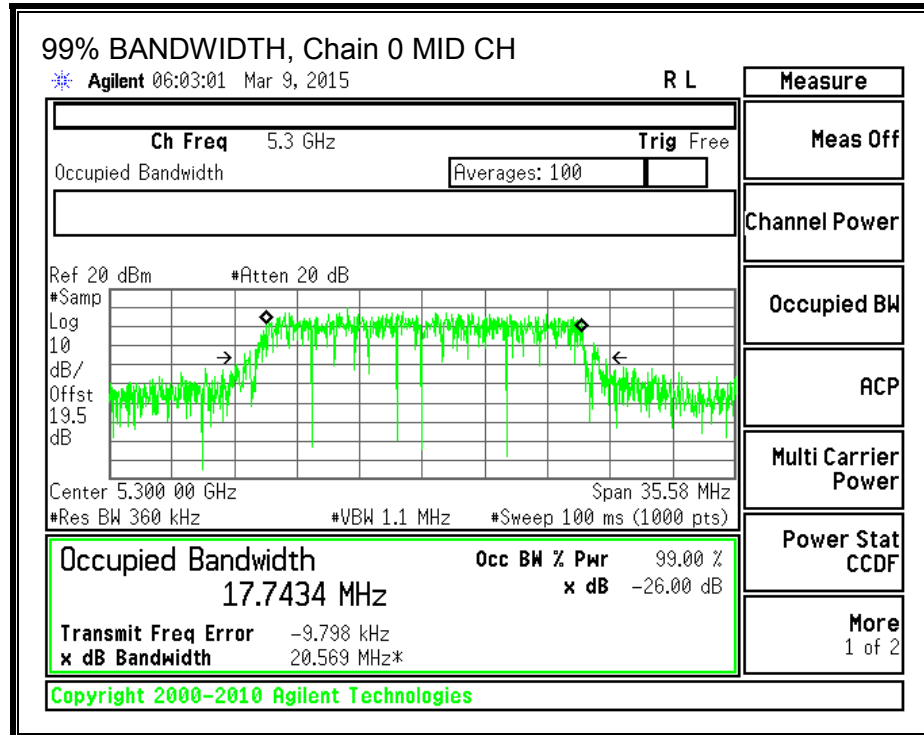 99% BANDWIDTH, Chain 0 MID CH
Agilent 06:03:01 Mar 9, 2015 R L
Measure
Ch Freq 5.3 GHz Trig Free
Meas Off
Occupied Bandwidth Averages: 100
Channel Power
Ref 20 dBm #Atten 20 dB
#Samp
Log
10
dB/
Offst
19.5
dB
Occupied BW
ACP
Multi Carrier
Power
Center 5.300 00 GHz Span 35.58 MHz
#Res BW 360 kHz #VBW 1.1 MHz #Sweep 100 ms (1000 pts)
Occupied Bandwidth Occ BW % Pwr 99.00 %
17.7434 MHz x dB -26.00 dB
Power Stat
CCDF
Transmit Freq Error -9.798 kHz
x dB Bandwidth 20.569 MHz*
More
1 of 2
Copyright 2000-2010 Agilent Technologies